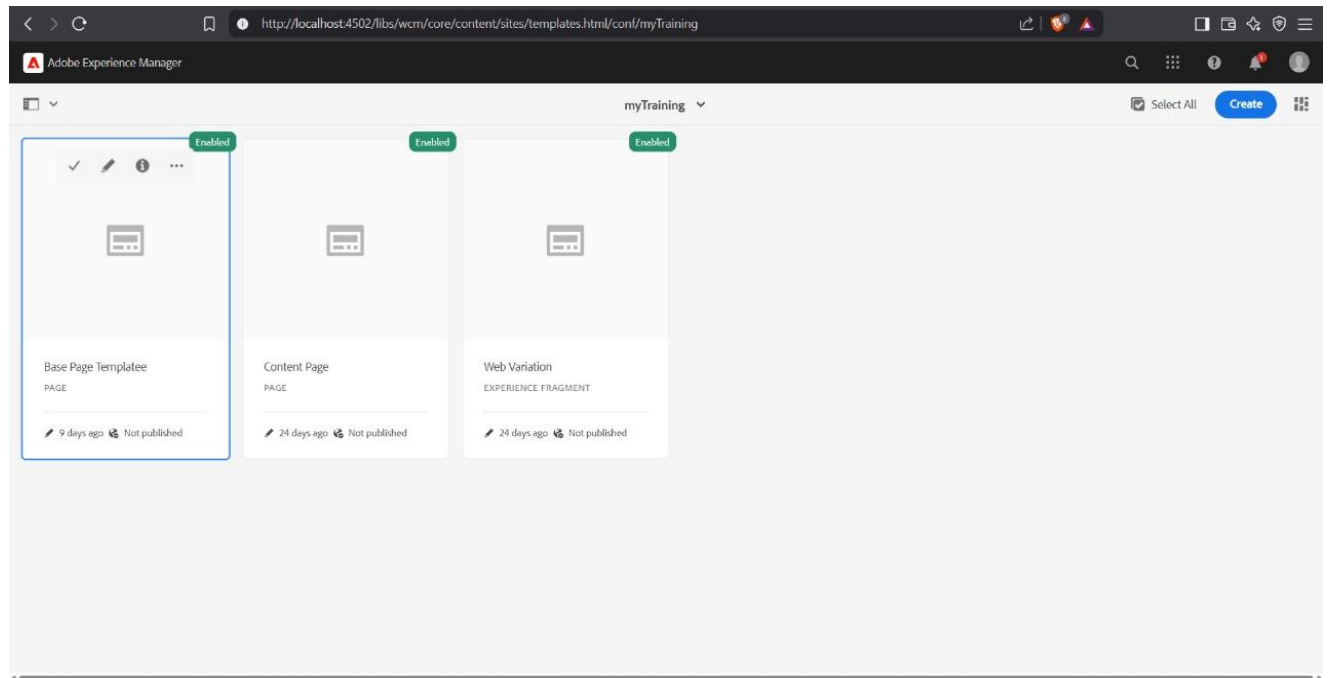 http://localhost:4502/libs/wcm/core/content/sites/templates.html/conf/myTraining
Adobe Experience Manager
myTraining
Select All
Create
Enabled
Enabled
Enabled
Base Page Templatee
PAGE
9 days ago Not published
Content Page
PAGE
24 days ago Not published
Web Variation
EXPERIENCE FRAGMENT
24 days ago Not published